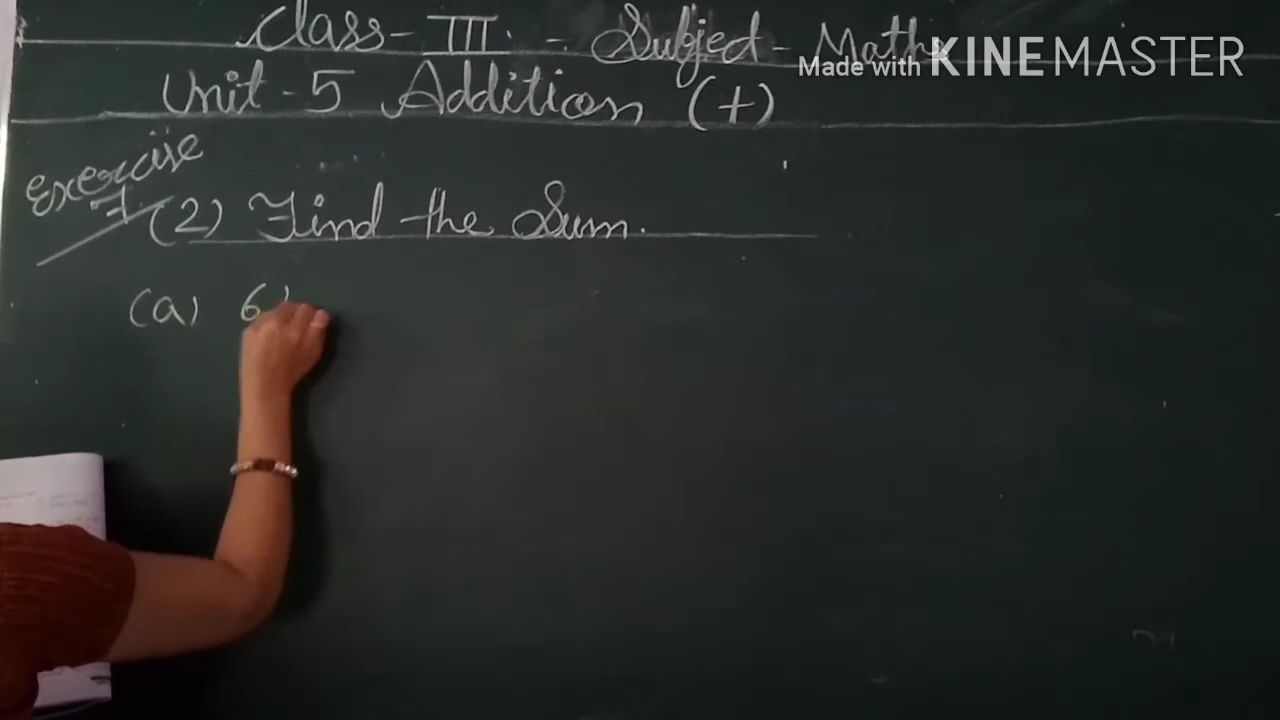 Class- III. - Subject- Maths
Made with KINEMASTER
Unit-5 Addition (+)
Exercise
(2) Find the Sum.
(a) 6